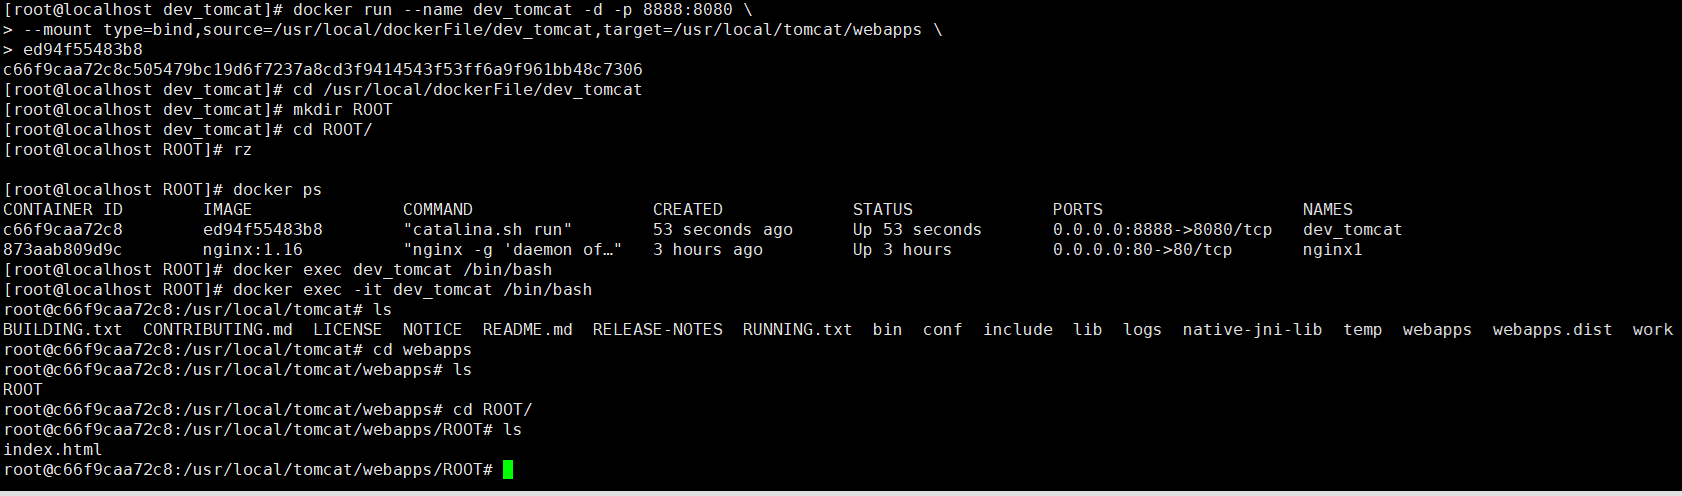 [root@localhost dev_tomcat]# docker run --name dev_tomcat -d -p 8888:8080 \
> --mount type=bind,source=/usr/local/dockerFile/dev_tomcat,target=/usr/local/tomcat/webapps \
> ed94f55483b8
c66f9caa72c8c505479bc19d6f7237a8cd3f9414543f53ff6a9f961bb48c7306
[root@localhost dev_tomcat]# cd /usr/local/dockerFile/dev_tomcat
[root@localhost dev_tomcat]# mkdir ROOT
[root@localhost dev_tomcat]# cd ROOT/
[root@localhost ROOT]# rz
[root@localhost ROOT]# docker ps
CONTAINER ID        IMAGE               COMMAND                  CREATED             STATUS              PORTS                    NAMES
c66f9caa72c8        ed94f55483b8        "catalina.sh run"        53 seconds ago      Up 53 seconds       0.0.0.0:8888->8080/tcp   dev_tomcat
873aab809d9c        nginx:1.16          "nginx -g 'daemon of…"   3 hours ago         Up 3 hours          0.0.0.0:80->80/tcp       nginx1
[root@localhost ROOT]# docker exec dev_tomcat /bin/bash
[root@localhost ROOT]# docker exec -it dev_tomcat /bin/bash
root@c66f9caa72c8:/usr/local/tomcat# ls
BUILDING.txt  CONTRIBUTING.md  LICENSE  NOTICE  README.md  RELEASE-NOTES  RUNNING.txt  bin  conf  include  lib  logs  native-jni-lib  temp  webapps  webapps.dist  work
root@c66f9caa72c8:/usr/local/tomcat# cd webapps
root@c66f9caa72c8:/usr/local/tomcat/webapps# ls
ROOT
root@c66f9caa72c8:/usr/local/tomcat/webapps# cd ROOT/
root@c66f9caa72c8:/usr/local/tomcat/webapps/ROOT# ls
index.html
root@c66f9caa72c8:/usr/local/tomcat/webapps/ROOT#